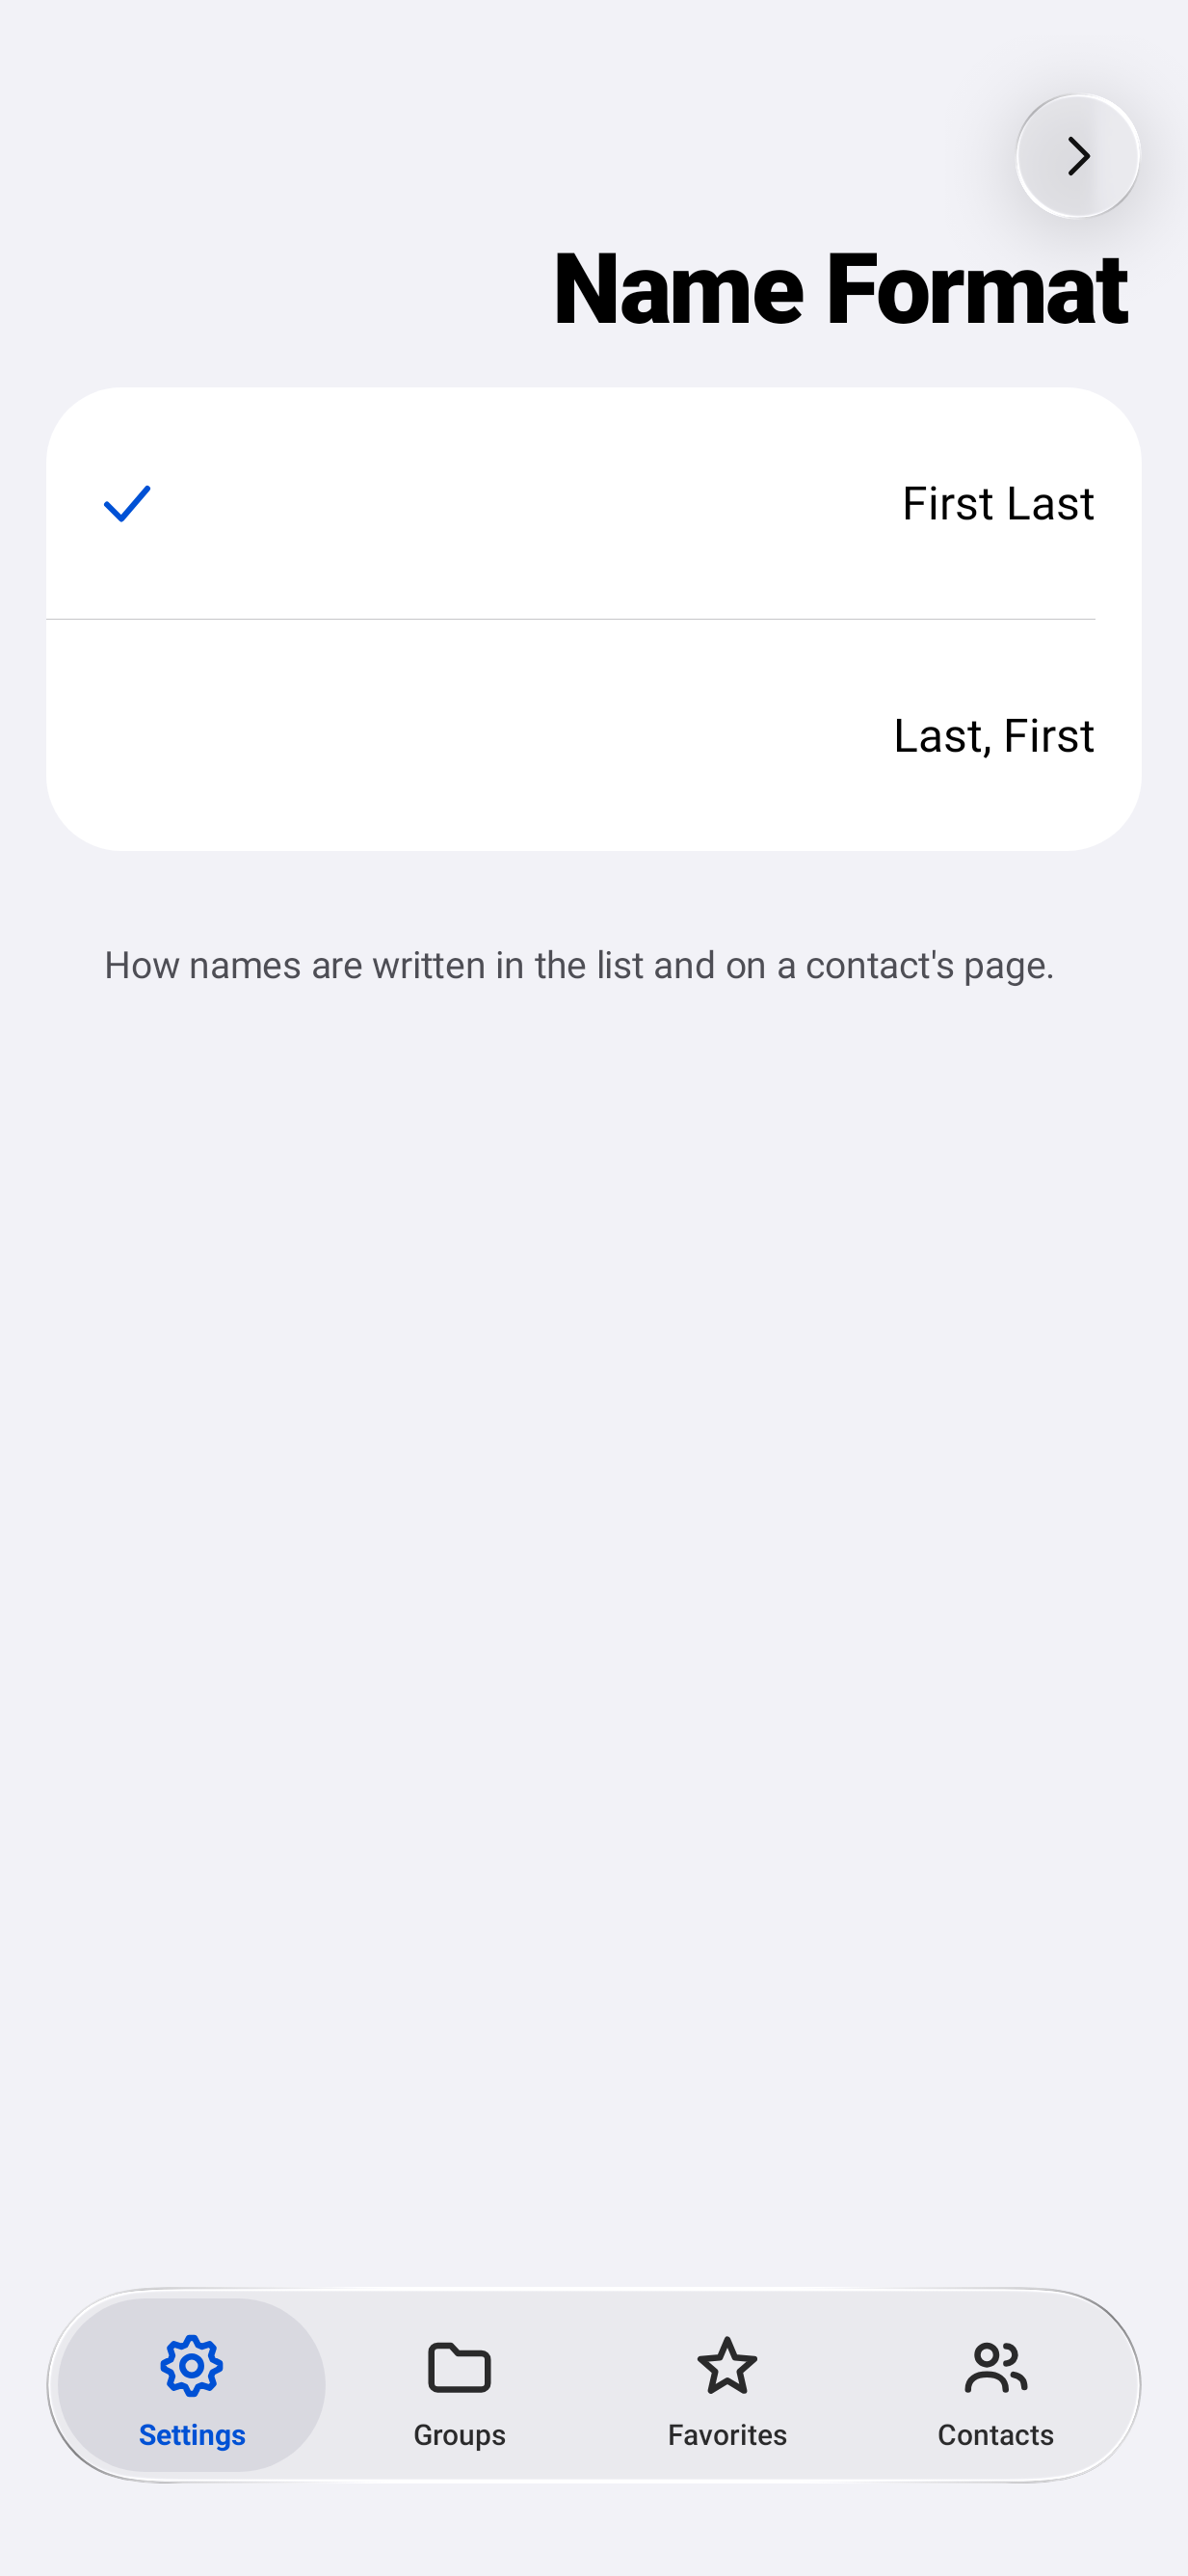 Name Format
First Last
Last, First
How names are written in the list and on a contact's page.
Settings
Groups
Favorites
Contacts